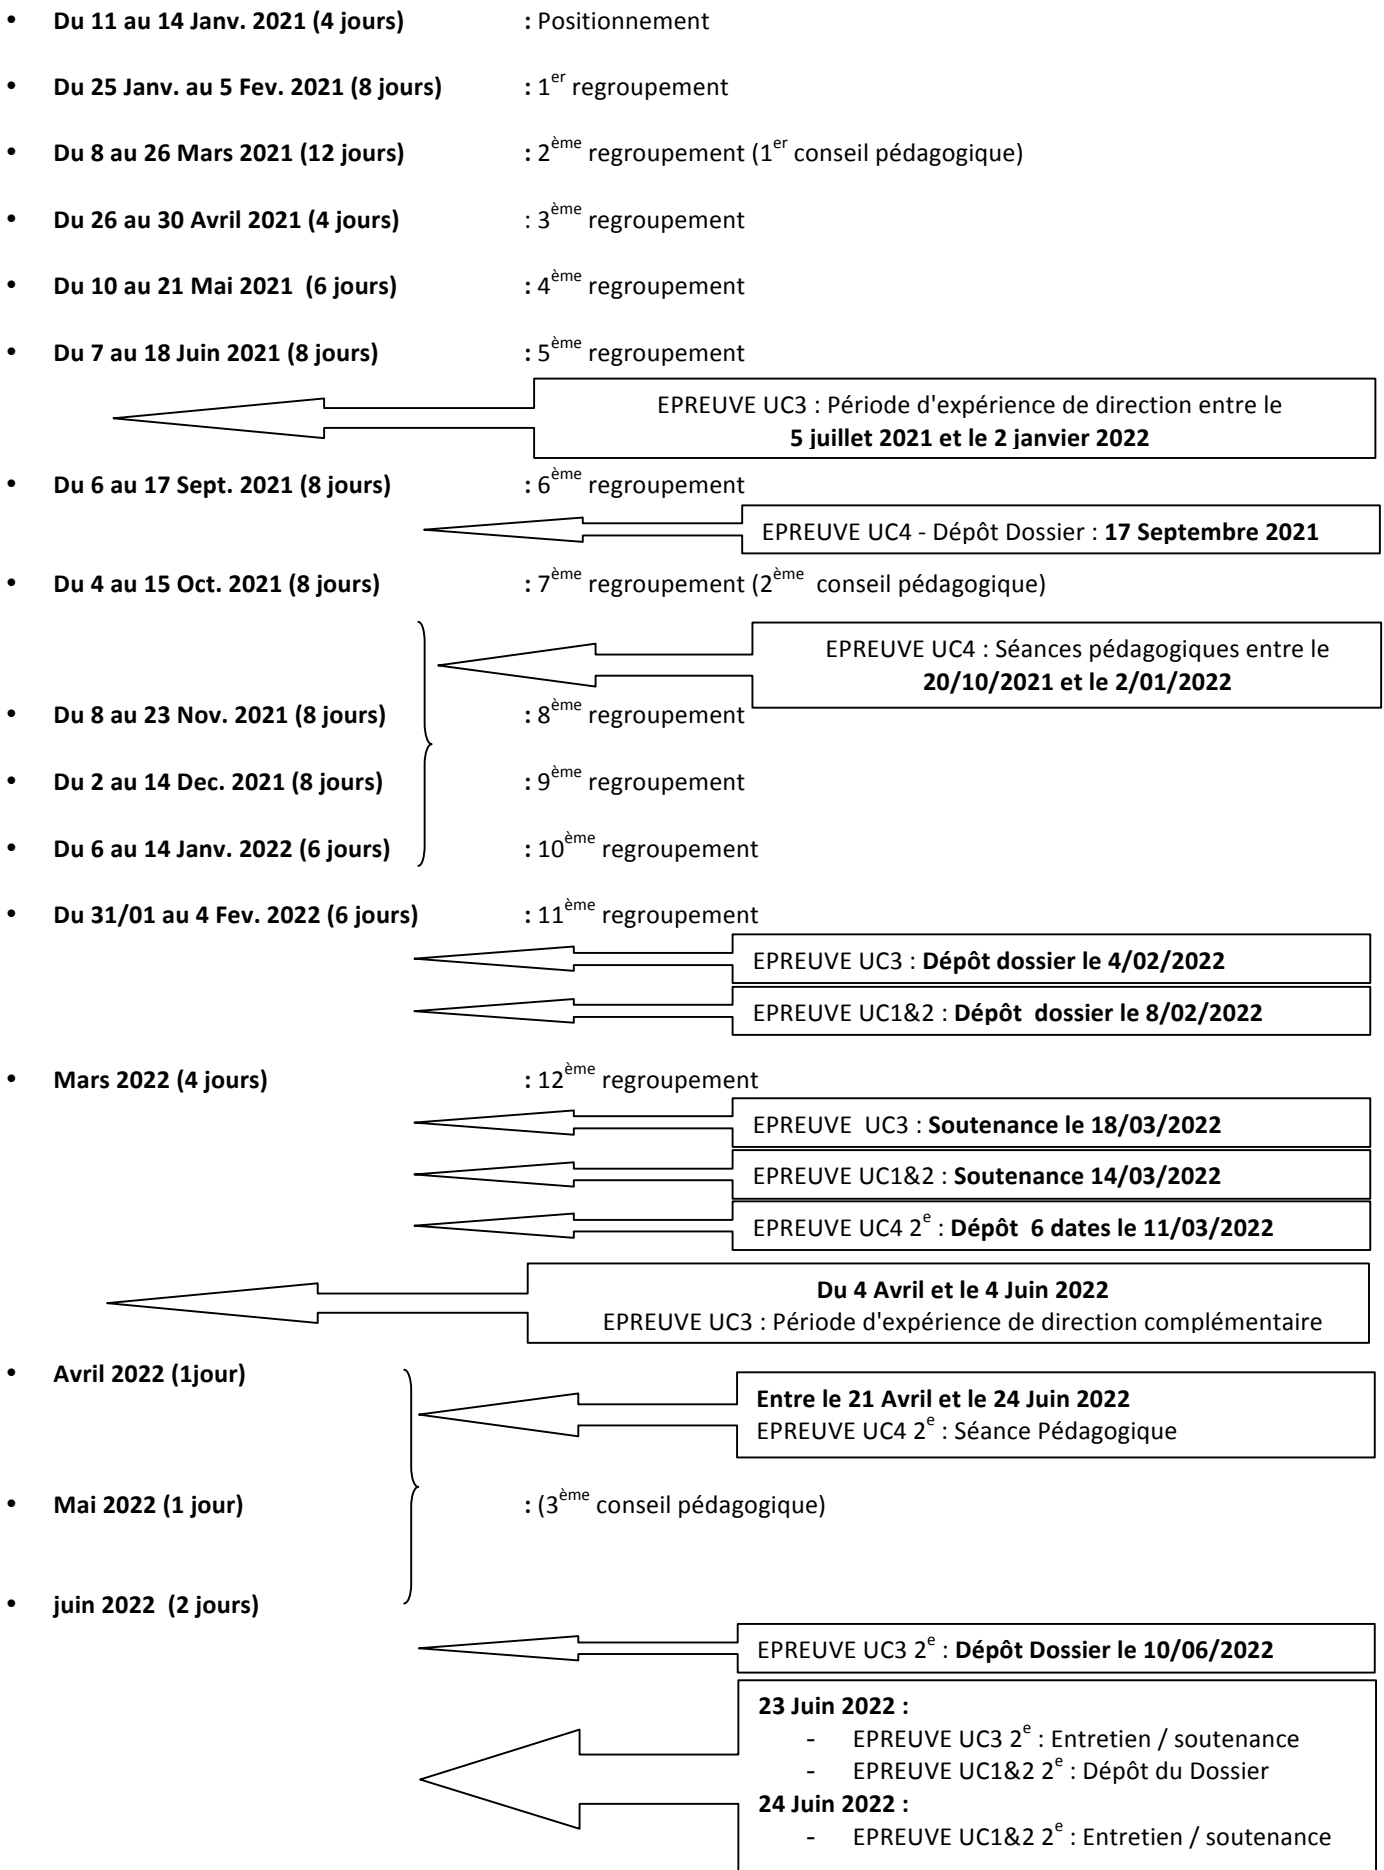 • Du 11 au 14 Janv. 2021 (4 jours) : Positionnement
• Du 25 Janv. au 5 Fev. 2021 (8 jours) : 1er regroupement
• Du 8 au 26 Mars 2021 (12 jours) : 2ème regroupement (1er conseil pédagogique)
• Du 26 au 30 Avril 2021 (4 jours) : 3ème regroupement
• Du 10 au 21 Mai 2021 (6 jours) : 4ème regroupement
• Du 7 au 18 Juin 2021 (8 jours) : 5ème regroupement
EPREUVE UC3 : Période d'expérience de direction entre le
5 juillet 2021 et le 2 janvier 2022
• Du 6 au 17 Sept. 2021 (8 jours) : 6ème regroupement
EPREUVE UC4 - Dépôt Dossier : 17 Septembre 2021
• Du 4 au 15 Oct. 2021 (8 jours) : 7ème regroupement (2ème conseil pédagogique)
EPREUVE UC4 : Séances pédagogiques entre le
20/10/2021 et le 2/01/2022
• Du 8 au 23 Nov. 2021 (8 jours) : 8ème regroupement
• Du 2 au 14 Dec. 2021 (8 jours) : 9ème regroupement
• Du 6 au 14 Janv. 2022 (6 jours) : 10ème regroupement
• Du 31/01 au 4 Fev. 2022 (6 jours) : 11ème regroupement
EPREUVE UC3 : Dépôt dossier le 4/02/2022
EPREUVE UC1&2 : Dépôt dossier le 8/02/2022
• Mars 2022 (4 jours) : 12ème regroupement
EPREUVE UC3 : Soutenance le 18/03/2022
EPREUVE UC1&2 : Soutenance 14/03/2022
EPREUVE UC4 2e : Dépôt 6 dates le 11/03/2022
Du 4 Avril et le 4 Juin 2022
EPREUVE UC3 : Période d'expérience de direction complémentaire
• Avril 2022 (1jour)
Entre le 21 Avril et le 24 Juin 2022
EPREUVE UC4 2e : Séance Pédagogique
• Mai 2022 (1 jour) : (3ème conseil pédagogique)
• juin 2022 (2 jours)
EPREUVE UC3 2e : Dépôt Dossier le 10/06/2022
23 Juin 2022 :
- EPREUVE UC3 2e : Entretien / soutenance
- EPREUVE UC1&2 2e : Dépôt du Dossier
24 Juin 2022 :
- EPREUVE UC1&2 2e : Entretien / soutenance